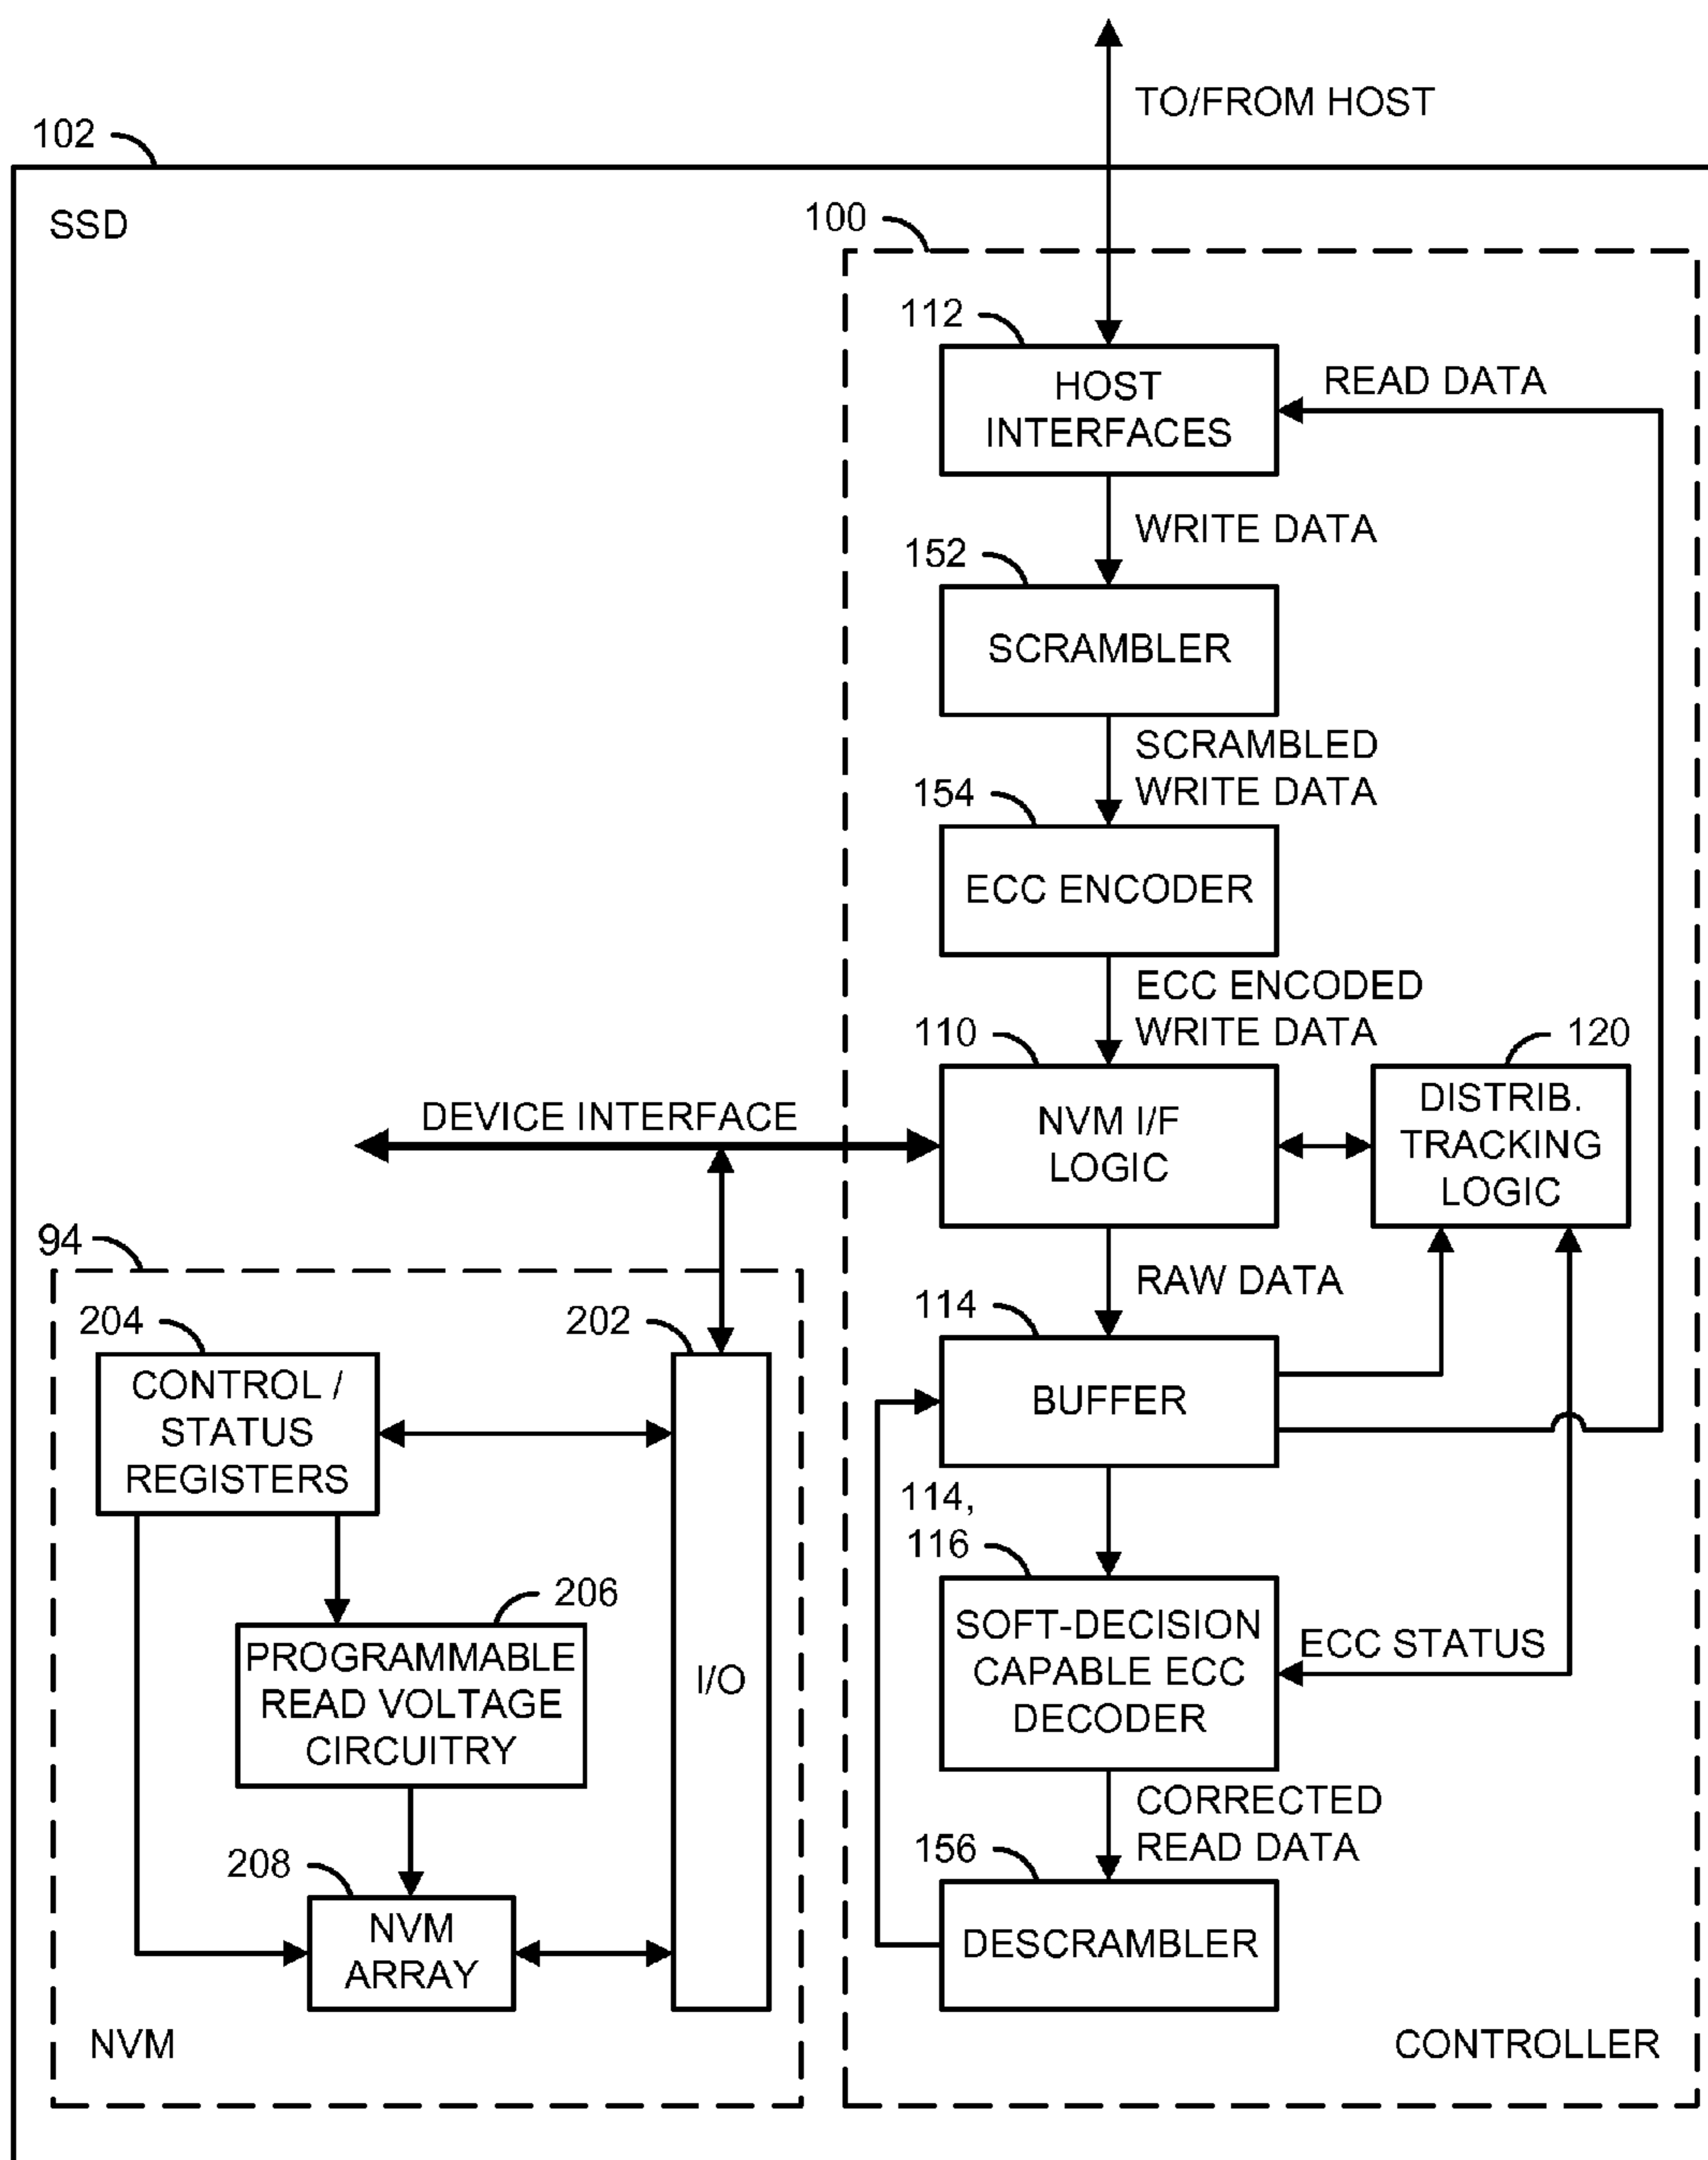 TO/FROM HOST
102
SSD
100
112
HOST
INTERFACES
READ DATA
WRITE DATA
152
SCRAMBLER
SCRAMBLED
WRITE DATA
154
ECC ENCODER
ECC ENCODED
WRITE DATA
110
120
NVM I/F
LOGIC
DISTRIB.
TRACKING
LOGIC
DEVICE INTERFACE
94
RAW DATA
204
202
114
CONTROL /
STATUS
REGISTERS
BUFFER
114,
116
206
PROGRAMMABLE
READ VOLTAGE
CIRCUITRY
I/O
SOFT-DECISION
CAPABLE ECC
DECODER
ECC STATUS
CORRECTED
READ DATA
208
156
NVM
ARRAY
DESCRAMBLER
NVM
CONTROLLER